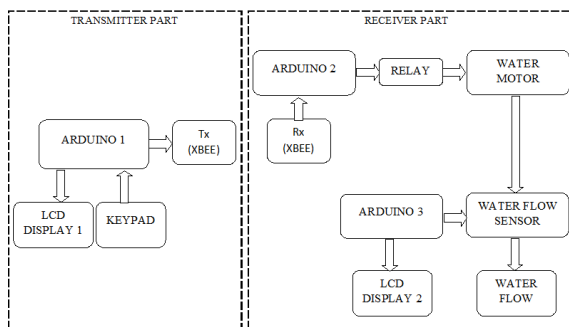 TRANSMITTER PART
ARDUINO 1
Tx
(XBEE)
LCD
DISPLAY 1
KEYPAD
RECEIVER PART
ARDUINO 2
RELAY
WATER
MOTOR
Rx
(XBEE)
ARDUINO 3
WATER FLOW
SENSOR
LCD
DISPLAY 2
WATER
FLOW